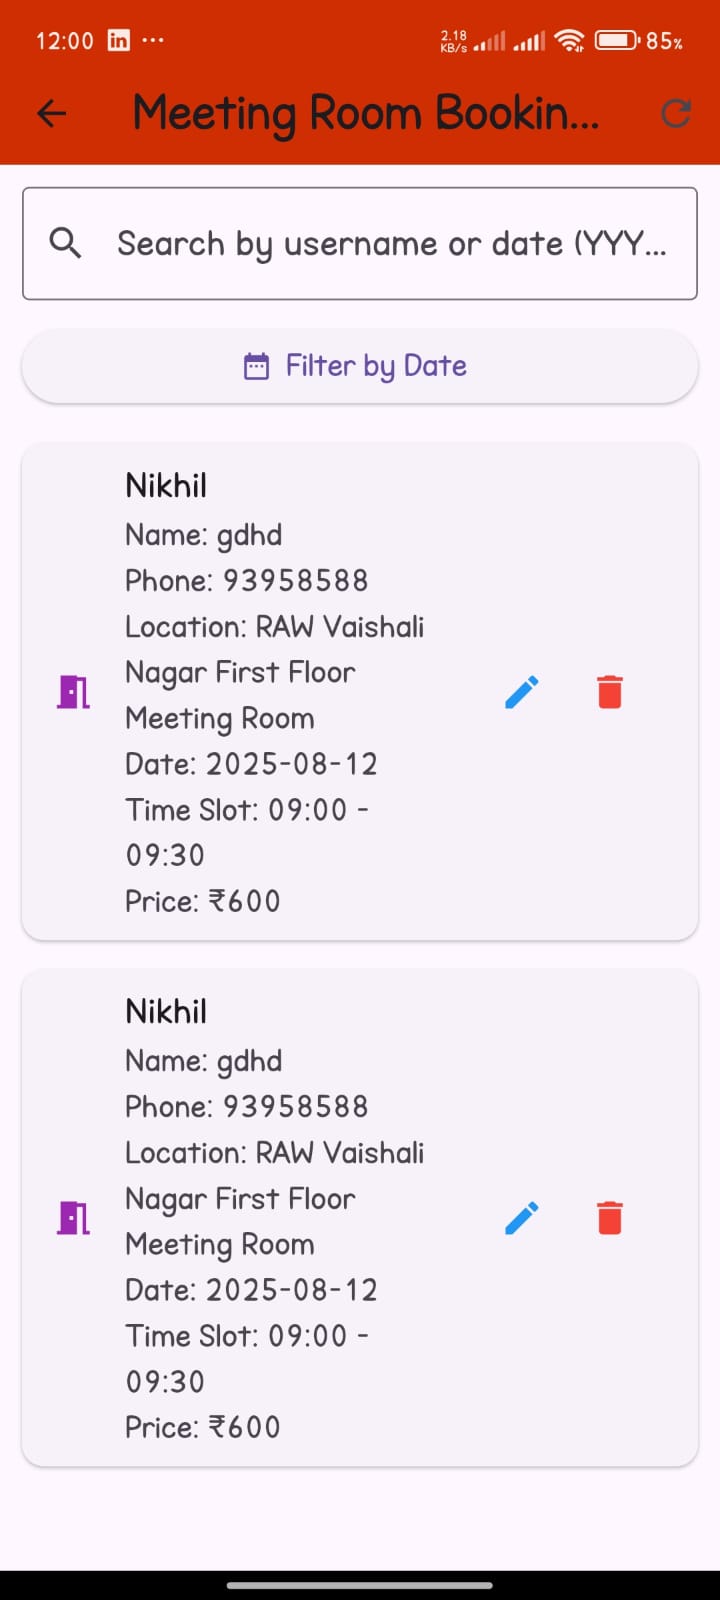 12:00 in ... 2.18 KB/s 85%
Meeting Room Bookin...
Search by username or date (YYY...
Filter by Date
Nikhil
Name: gdhd
Phone: 93958588
Location: RAW Vaishali
Nagar First Floor
Meeting Room
Date: 2025-08-12
Time Slot: 09:00 -
09:30
Price: ₹600
Nikhil
Name: gdhd
Phone: 93958588
Location: RAW Vaishali
Nagar First Floor
Meeting Room
Date: 2025-08-12
Time Slot: 09:00 -
09:30
Price: ₹600